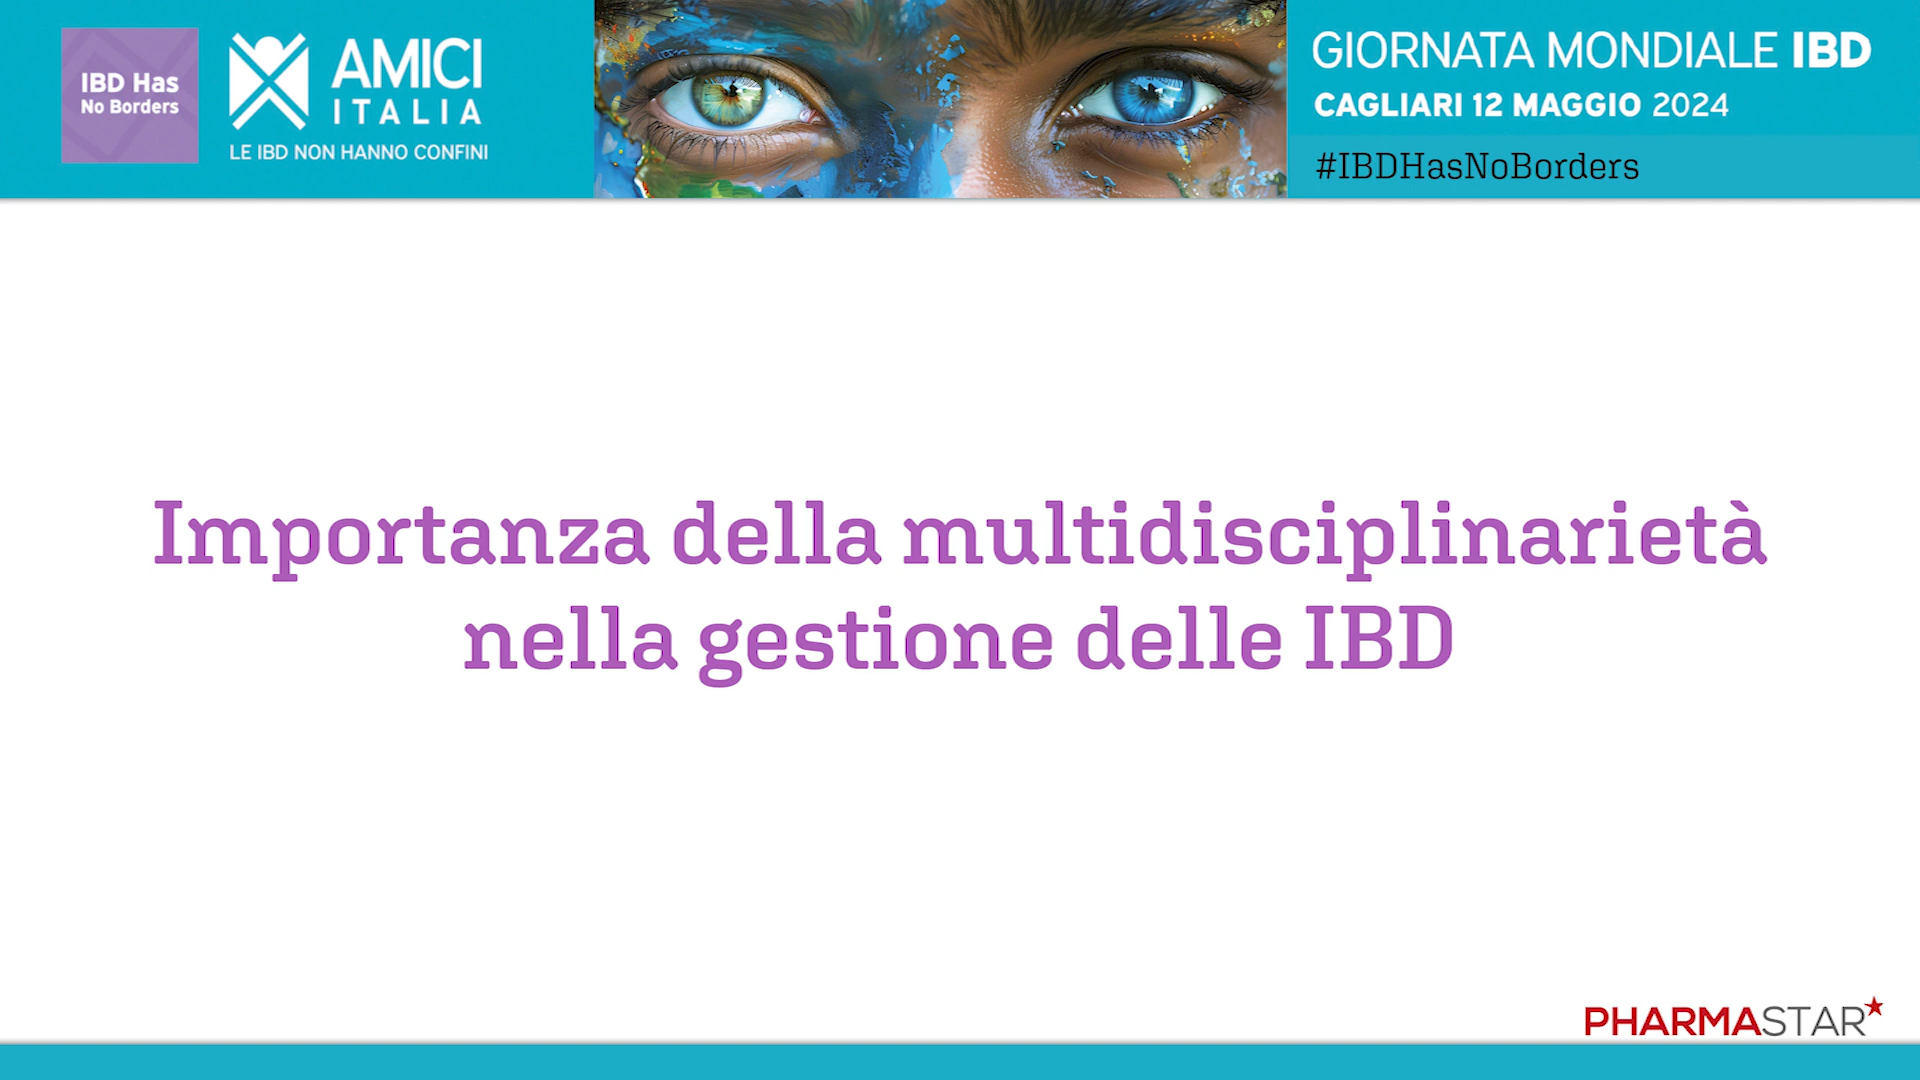 IBD Has
No Borders
AMICI
ITALIA
LE IBD NON HANNO CONFINI
GIORNATA MONDIALE IBD
CAGLIARI 12 MAGGIO 2024
#IBDHasNoBorders
Importanza della multidisciplinarietà
nella gestione delle IBD
PHARMASTAR